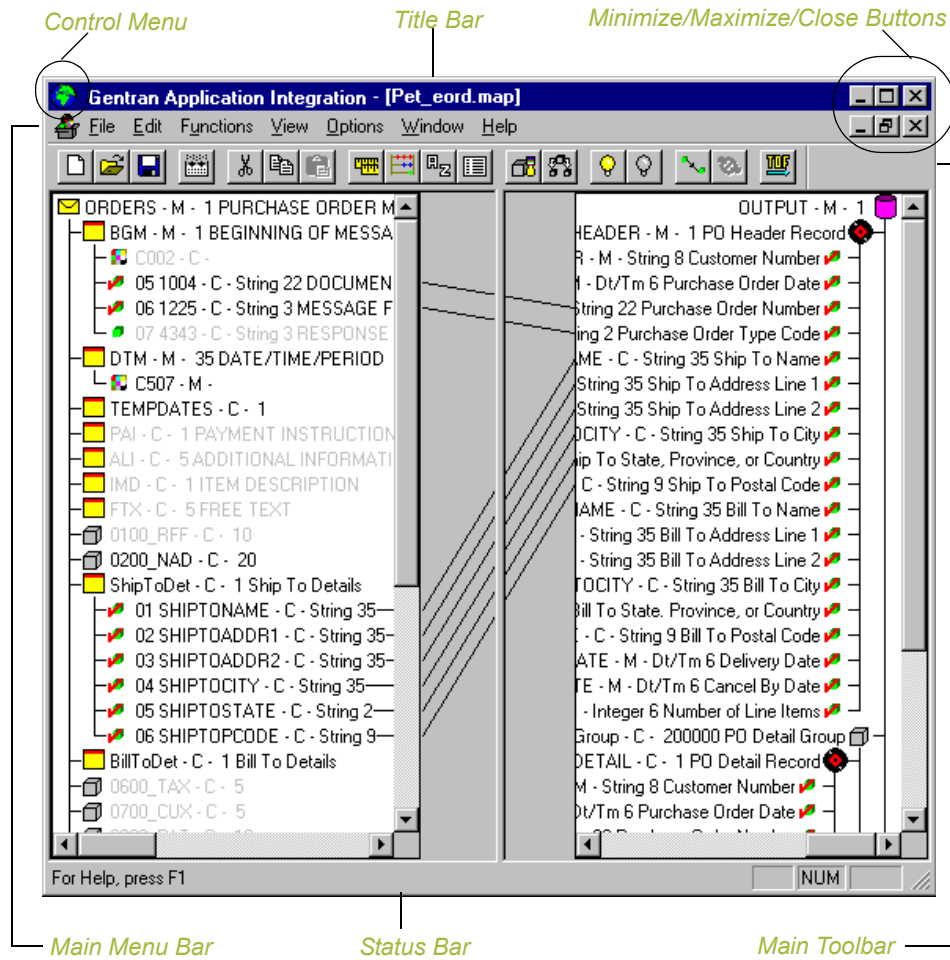 Control Menu
Title Bar
Minimize/Maximize/Close Buttons
Gentran Application Integration - [Pet_eord.map]
File Edit Functions View Options Window Help
ORDERS - M - 1 PURCHASE ORDER M
BGM - M - 1 BEGINNING OF MESSA
C002 - C -
05 1004 - C - String 22 DOCUMEN
06 1225 - C - String 3 MESSAGE F
07 4343 - C - String 3 RESPONSE
DTM - M - 35 DATE/TIME/PERIOD
C507 - M -
TEMPDATES - C - 1
PAI - C - 1 PAYMENT INSTRUCTION
ALI - C - 5 ADDITIONAL INFORMATI
IMD - C - 1 ITEM DESCRIPTION
FTX - C - 5 FREE TEXT
0100_RFF - C - 10
0200_NAD - C - 20
ShipToDet - C - 1 Ship To Details
01 SHIPTONAME - C - String 35
02 SHIPTOADDR1 - C - String 35
03 SHIPTOADDR2 - C - String 35
04 SHIPTOCITY - C - String 35
05 SHIPTOSTATE - C - String 2
06 SHIPTOPCODE - C - String 9
BillToDet - C - 1 Bill To Details
0600_TAX - C - 5
0700_CUX - C - 5
OUTPUT - M - 1
HEADER - M - 1 PO Header Record
R - M - String 8 Customer Number
M - Dt/Tm 6 Purchase Order Date
String 22 Purchase Order Number
ing 2 Purchase Order Type Code
AME - C - String 35 Ship To Name
String 35 Ship To Address Line 1
String 35 Ship To Address Line 2
OCITY - C - String 35 Ship To City
ip To State, Province, or Country
C - String 9 Ship To Postal Code
IAME - C - String 35 Bill To Name
- String 35 Bill To Address Line 1
- String 35 Bill To Address Line 2
TOCITY - C - String 35 Bill To City
Bill To State. Province, or Country
- C - String 9 Bill To Postal Code
ATE - M - Dt/Tm 6 Delivery Date
TE - M - Dt/Tm 6 Cancel By Date
- Integer 6 Number of Line Items
Group - C - 200000 PO Detail Group
DETAIL - C - 1 PO Detail Record
M - String 8 Customer Number
Dt/Tm 6 Purchase Order Date
For Help, press F1
NUM
Main Menu Bar
Status Bar
Main Toolbar